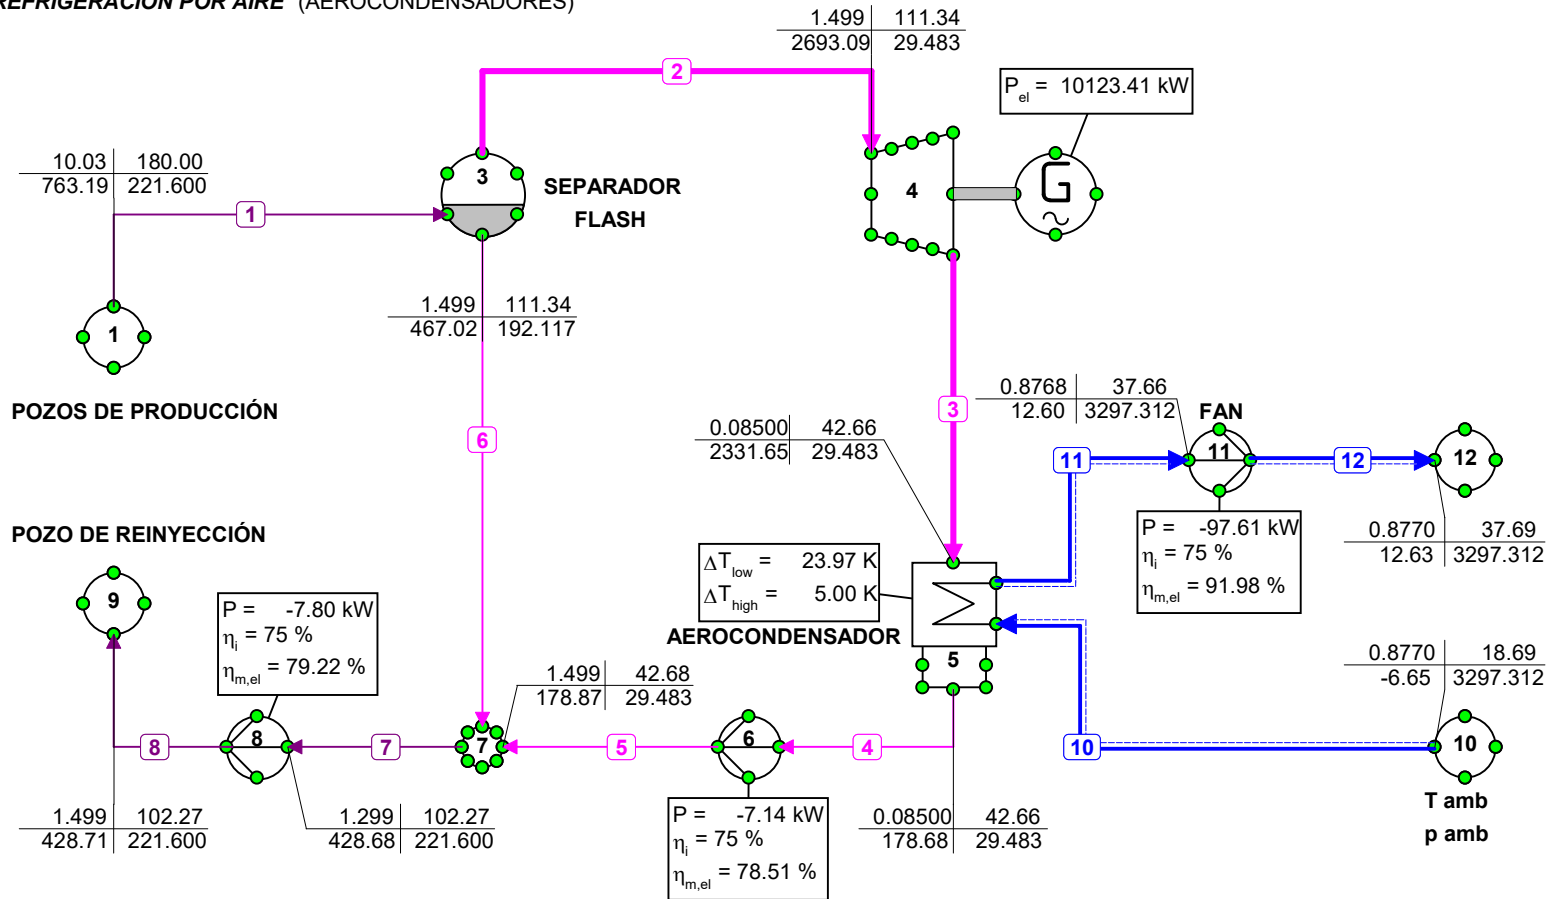 REFRIGERACIÓN POR AIRE (AEROCONDENSADORES)
1.499 111.34
2693.09 29.483
2
P el = 10123.41 kW
10.03 180.00
763.19 221.600
3
SEPARADOR
FLASH
4
G
1
1.499 111.34
467.02 192.117
1
POZOS DE PRODUCCIÓN
0.8768 37.66
12.60 3297.312
FAN
3
0.08500 42.66
2331.65 29.483
6
11
11
12
12
POZO DE REINYECCIÓN
P = -97.61 kW
ηi = 75 %
ηm,el = 91.98 %
0.8770 37.69
12.63 3297.312
ΔT low = 23.97 K
ΔT high = 5.00 K
9
P = -7.80 kW
ηi = 75 %
ηm,el = 79.22 %
AEROCONDENSADOR
5
0.8770 18.69
-6.65 3297.312
1.499 42.68
178.87 29.483
8
8
7
7
5
6
4
10
10
T amb
p amb
1.499 102.27
428.71 221.600
1.299 102.27
428.68 221.600
P = -7.14 kW
ηi = 75 %
ηm,el = 78.51 %
0.08500 42.66
178.68 29.483